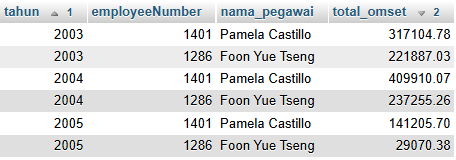 tahun 1 employeeNumber nama_pegawai total_omset 2
2003 1401 Pamela Castillo 317104.78
2003 1286 Foon Yue Tseng 221887.03
2004 1401 Pamela Castillo 409910.07
2004 1286 Foon Yue Tseng 237255.26
2005 1401 Pamela Castillo 141205.70
2005 1286 Foon Yue Tseng 29070.38